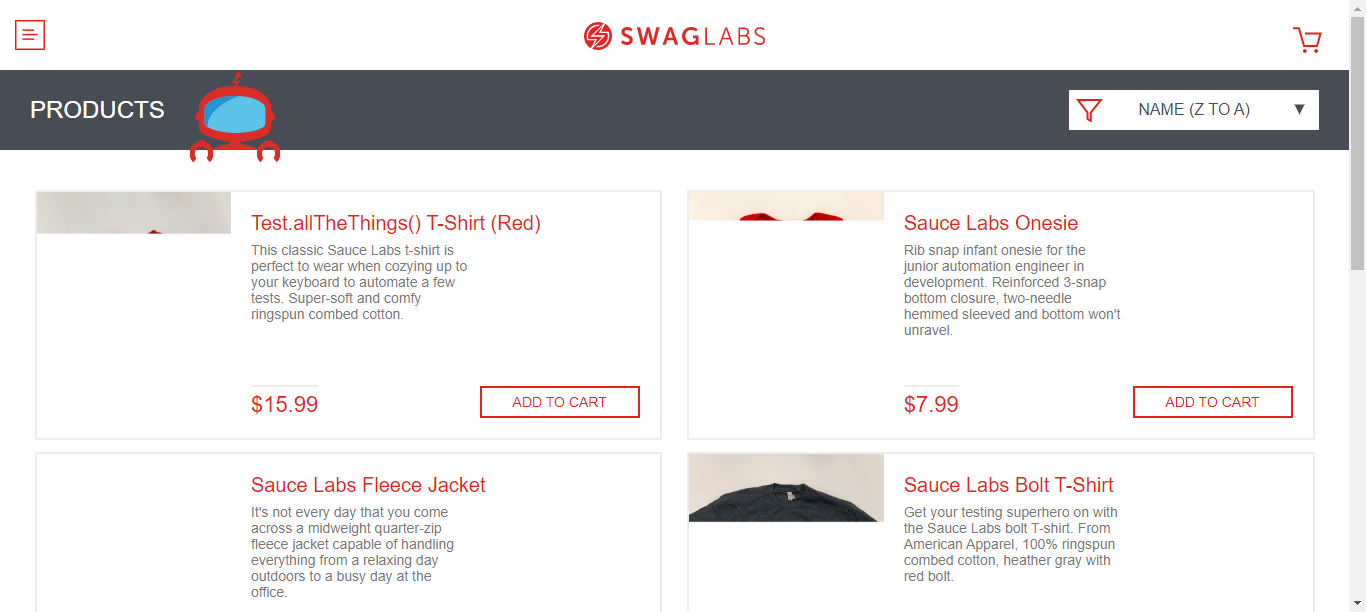 SWAGLABS
PRODUCTS
NAME (Z TO A)
Test.allTheThings() T-Shirt (Red)
This classic Sauce Labs t-shirt is
perfect to wear when cozying up to
your keyboard to automate a few
tests. Super-soft and comfy
ringspun combed cotton.
$15.99
ADD TO CART
Sauce Labs Onesie
Rib snap infant onesie for the
junior automation engineer in
development. Reinforced 3-snap
bottom closure, two-needle
hemmed sleeved and bottom won't
unravel.
$7.99
ADD TO CART
Sauce Labs Fleece Jacket
It's not every day that you come
across a midweight quarter-zip
fleece jacket capable of handling
everything from a relaxing day
outdoors to a busy day at the
office.
Sauce Labs Bolt T-Shirt
Get your testing superhero on with
the Sauce Labs bolt T-shirt. From
American Apparel, 100% ringspun
combed cotton, heather gray with
red bolt.